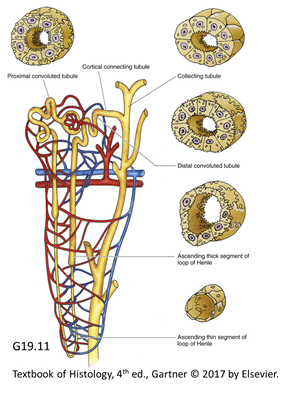 Cortical connecting tubule
Proximal convoluted tubule
Collecting tubule
Distal convoluted tubule
Ascending thick segment of
loop of Henle
Ascending thin segment of
loop of Henle
G19.11
Textbook of Histology, 4th ed., Gartner © 2017 by Elsevier.